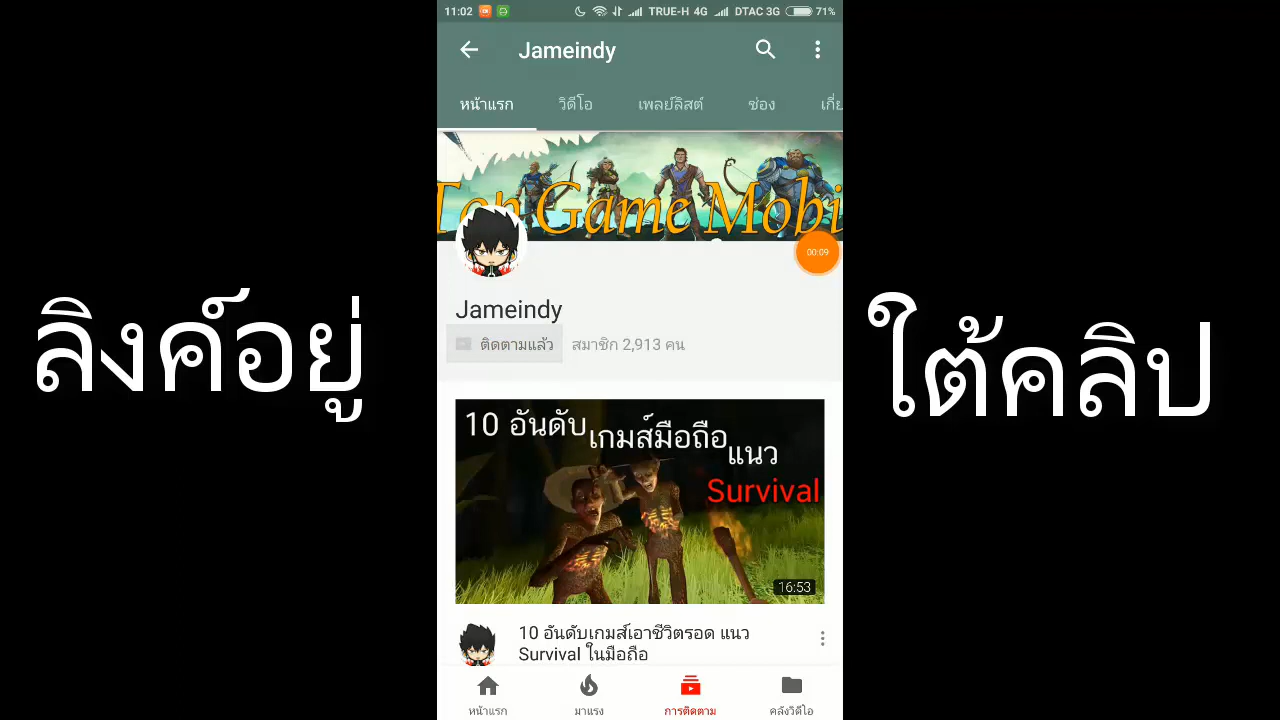 11:02 TRUE-H 4G DTAC 3G 71%
Jameindy
หน้าแรก วิดีโอ เพลย์ลิสต์ ช่อง เกี่ย
Top Game Mobi
00:09
Jameindy
ติดตามแล้ว สมาชิก 2,913 คน
ลิงค์อยู่
ใต้คลิป
10 อันดับเกมส์มือถือแนว
Survival
16:53
10 อันดับเกมส์เอาชีวิตรอด แนว
Survival ในมือถือ
หน้าแรก มาแรง การติดตาม คลังวิดีโอ